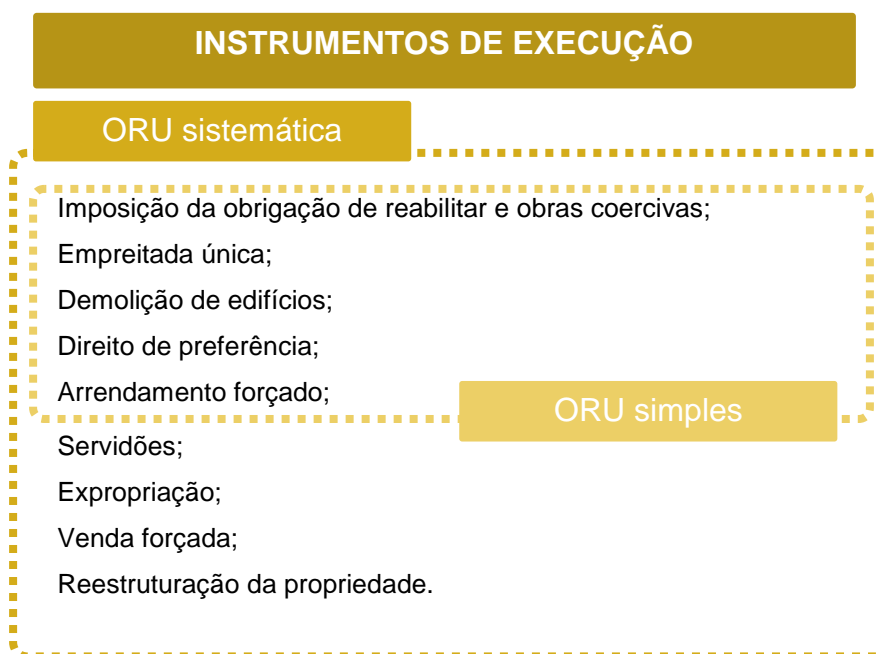 INSTRUMENTOS DE EXECUÇÃO
ORU sistemática
Imposição da obrigação de reabilitar e obras coercivas;
Empreitada única;
Demolição de edifícios;
Direito de preferência;
Arrendamento forçado;
ORU simples
Servidões;
Expropriação;
Venda forçada;
Reestruturação da propriedade.